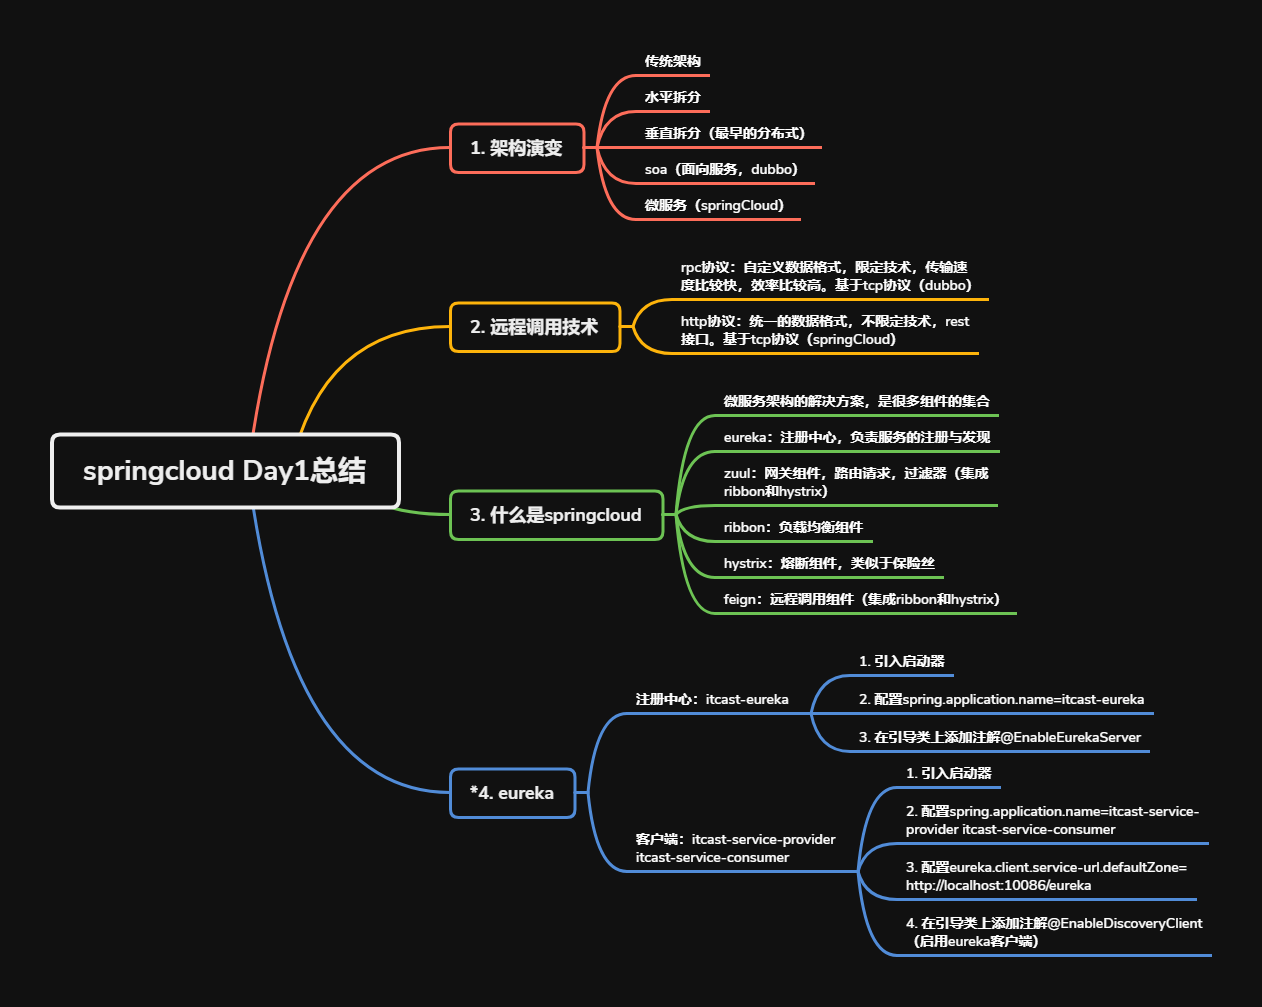 springcloud Day1总结
1. 架构演变
传统架构
水平拆分
垂直拆分（最早的分布式）
soa（面向服务，dubbo）
微服务（springCloud）
2. 远程调用技术
rpc协议：自定义数据格式，限定技术，传输速
度比较快，效率比较高。基于tcp协议（dubbo）
http协议：统一的数据格式，不限定技术，rest
接口。基于tcp协议（springCloud）
3. 什么是springcloud
微服务架构的解决方案，是很多组件的集合
eureka：注册中心，负责服务的注册与发现
zuul：网关组件，路由请求，过滤器（集成
ribbon和hystrix）
ribbon：负载均衡组件
hystrix：熔断组件，类似于保险丝
feign：远程调用组件（集成ribbon和hystrix）
*4. eureka
注册中心：itcast-eureka
1. 引入启动器
2. 配置spring.application.name=itcast-eureka
3. 在引导类上添加注解@EnableEurekaServer
客户端：itcast-service-provider
itcast-service-consumer
1. 引入启动器
2. 配置spring.application.name=itcast-service-
provider itcast-service-consumer
3. 配置eureka.client.service-url.defaultZone=
http://localhost:10086/eureka
4. 在引导类上添加注解@EnableDiscoveryClient
（启用eureka客户端）